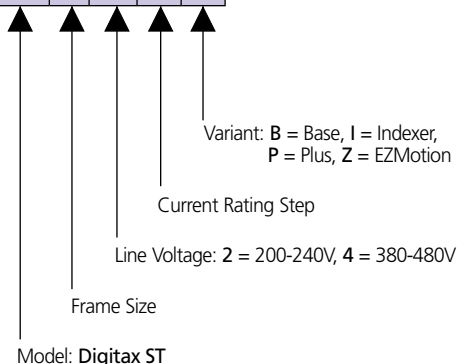 Variant: B = Base, I = Indexer,
P = Plus, Z = EZMotion
Current Rating Step
Line Voltage: 2 = 200-240V, 4 = 380-480V
Frame Size
Model: Digitax ST